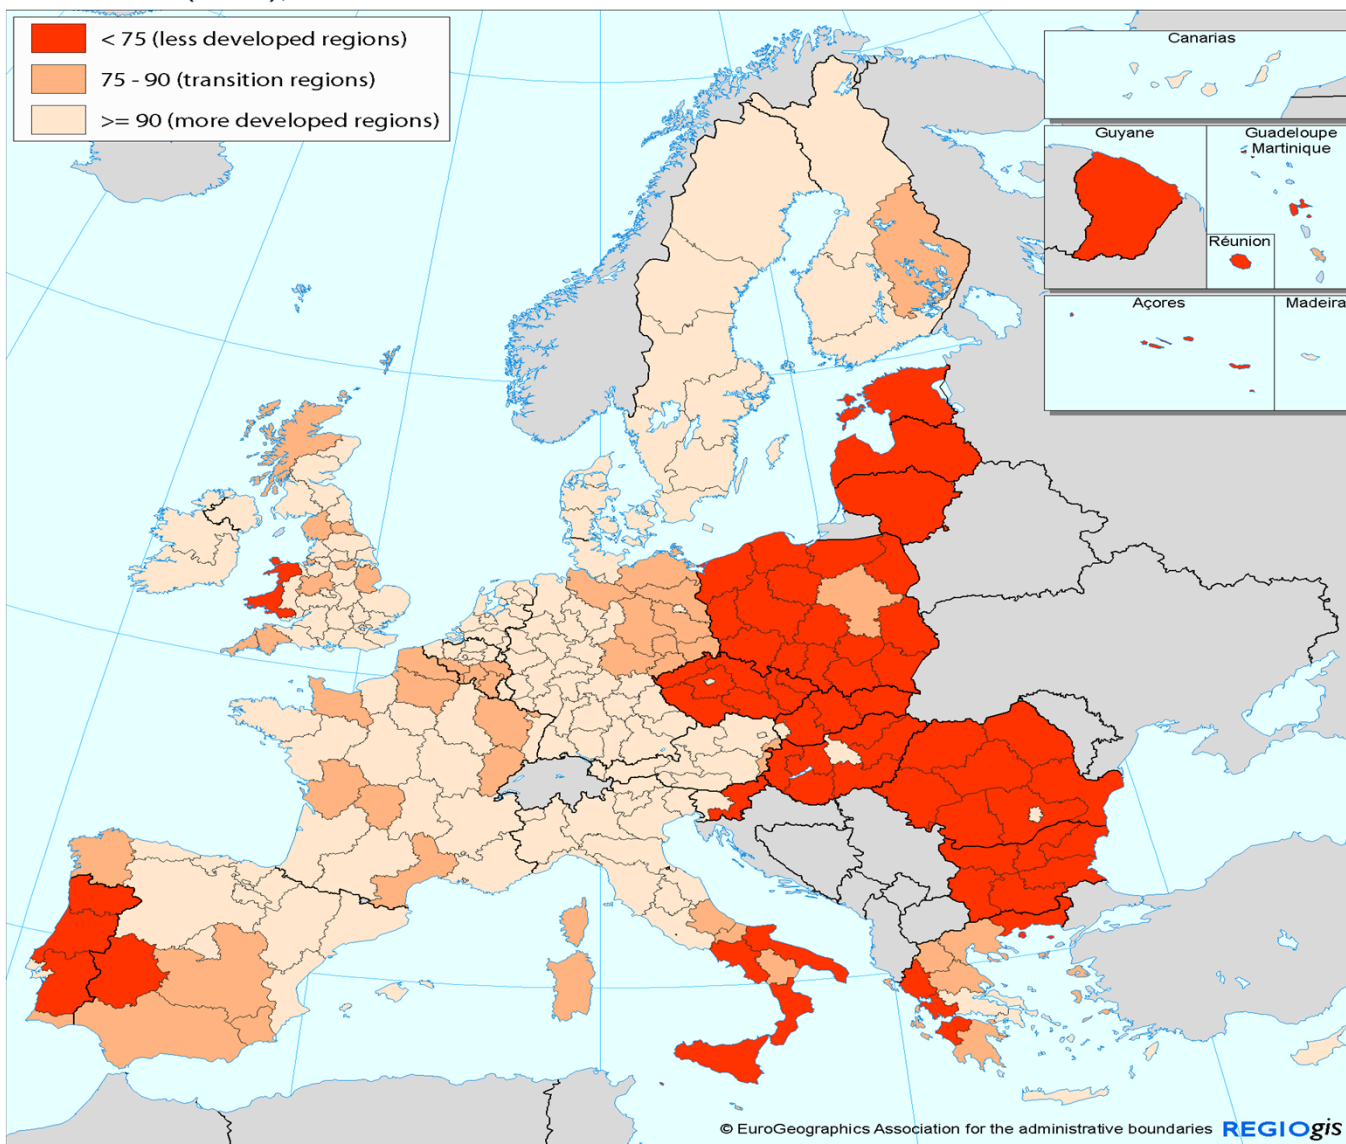 < 75 (less developed regions)
75 - 90 (transition regions)
>= 90 (more developed regions)
Canarias
Guyane
Guadeloupe
Martinique
Réunion
Açores
Madeira
© EuroGeographics Association for the administrative boundaries
REGIOgis